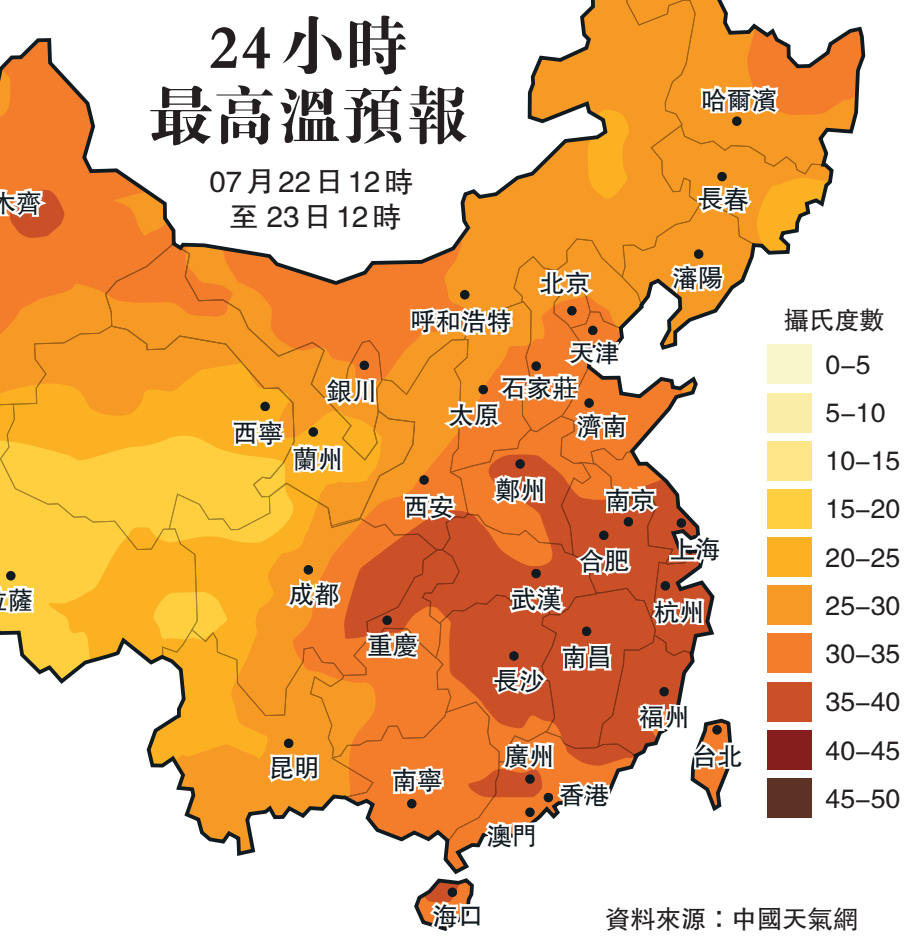 24小時
最高溫預報
07月22日12時
至23日12時
哈爾濱
長春
木齊
瀋陽
北京
呼和浩特
攝氏度數
天津
0–5
銀川
石家莊
太原
5–10
濟南
西寧
蘭州
10–15
鄭州
南京
西安
15–20
上海
合肥
20–25
成都
武漢
拉薩
杭州
25–30
重慶
南昌
30–35
長沙
35–40
福州
40–45
廣州
台北
昆明
南寧
香港
45–50
澳門
海口
資料來源：中國天氣網